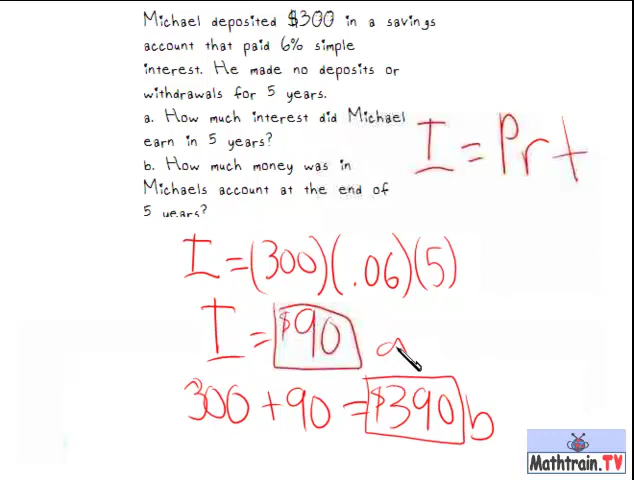 Michael deposited $300 in a savings
account that paid 6% simple
interest. He made no deposits or
withdrawals for 5 years.
a. How much interest did Michael
earn in 5 years?
b. How much money was in
Michaels account at the end of
5 years?
I = Prt
I = (300)(.06)(5)
I = $90 a
300 + 90 = $390 b
Mathtrain.TV